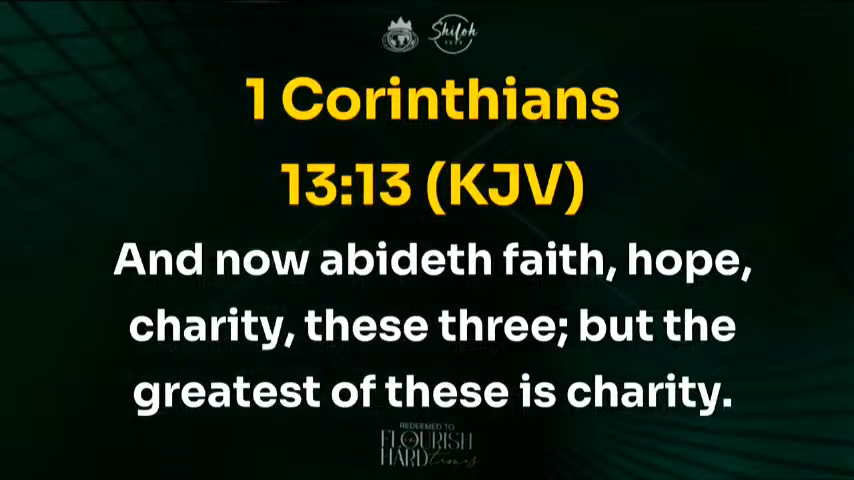 Shiloh
1 Corinthians
13:13 (KJV)
And now abideth faith, hope,
charity, these three; but the
greatest of these is charity.
REDEEMED TO
FLOURISH
HARD times